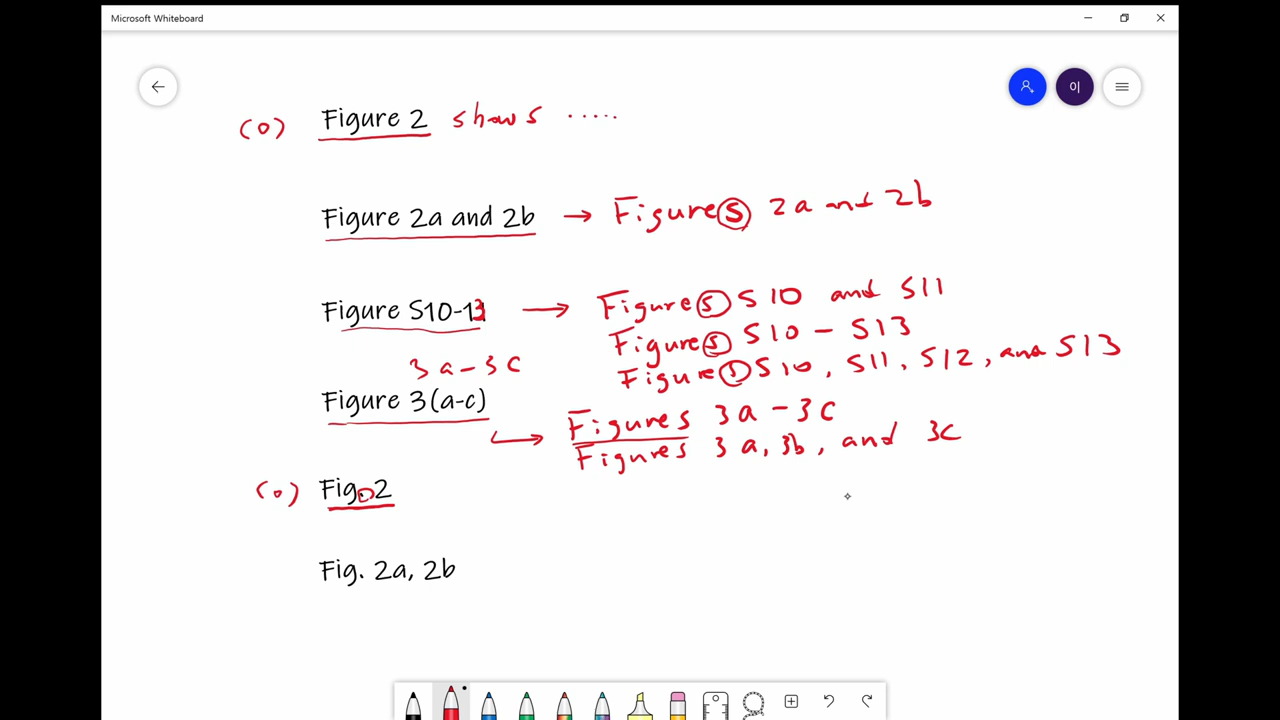 Microsoft Whiteboard
이
(o) Figure 2 shows .....
Figure 2a and 2b → Figures 2a and 2b
Figure S10-13 → Figures S10 and S11
Figures S10 - S13
Figures S10, S11, S12, and S13
3a-3c
Figure 3(a-c)
Figures 3a - 3c
Figures 3a, 3b, and 3c
(o) Fig. 2
Fig. 2a, 2b